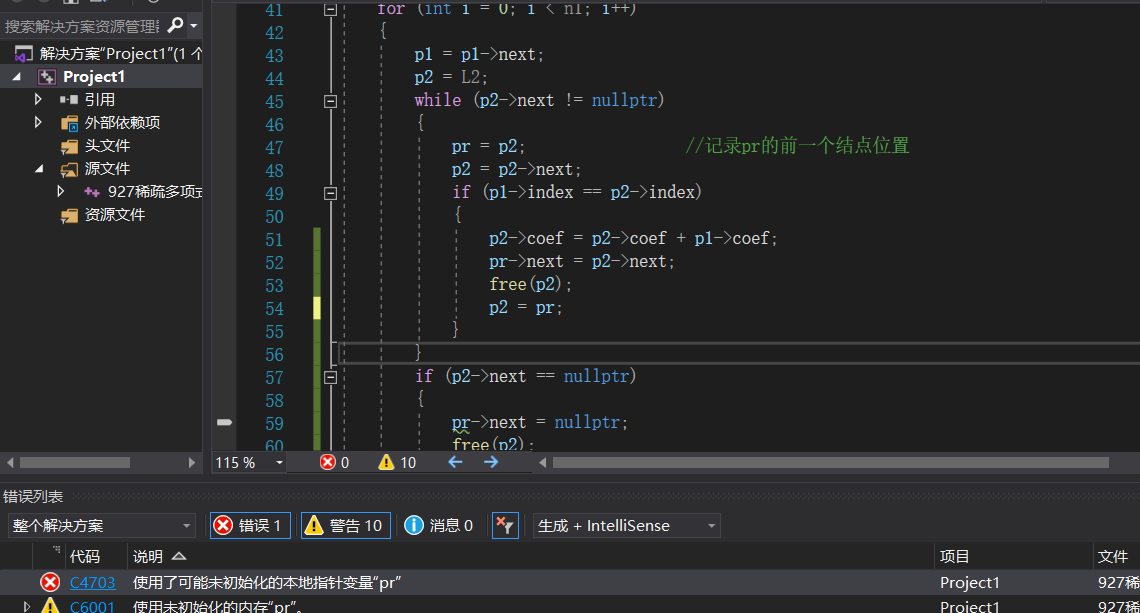 搜索解决方案资源管理器
解决方案"Project1"(1 个
Project1
引用
外部依赖项
头文件
源文件
927稀疏多项式
资源文件
41 for (int i = 0; i < n1; i++)
42 {
43 p1 = p1->next;
44 p2 = L2;
45 while (p2->next != nullptr)
46 {
47 pr = p2; //记录pr的前一个结点位置
48 p2 = p2->next;
49 if (p1->index == p2->index)
50 {
51 p2->coef = p2->coef + p1->coef;
52 pr->next = p2->next;
53 free(p2);
54 p2 = pr;
55 }
56 }
57 if (p2->next == nullptr)
58 {
59 pr->next = nullptr;
60 free(p2);
115 % 0 10
错误列表
整个解决方案 错误 1 警告 10 消息 0 生成 + IntelliSense
代码 说明 项目 文件
C4703 使用了可能未初始化的本地指针变量"pr" Project1 927稀
C6001 使用未初始化的内存"pr"。 Project1 927稀